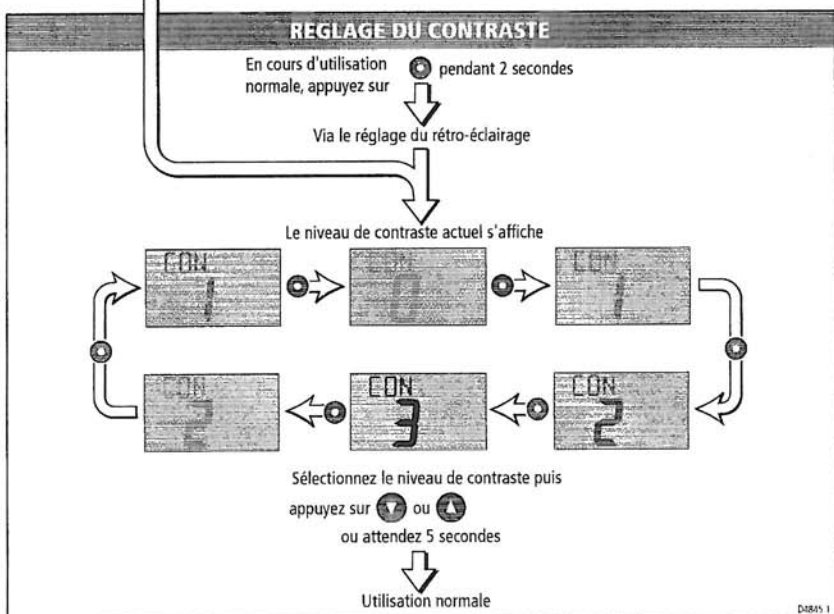 REGLAGE DU CONTRASTE
En cours d'utilisation
normale, appuyez sur pendant 2 secondes
Via le réglage du rétro-éclairage
Le niveau de contraste actuel s'affiche
CON CON CON
1 0 1
CON CON CON
2 3 2
Sélectionnez le niveau de contraste puis
appuyez sur ou
ou attendez 5 secondes
Utilisation normale
D4845 1